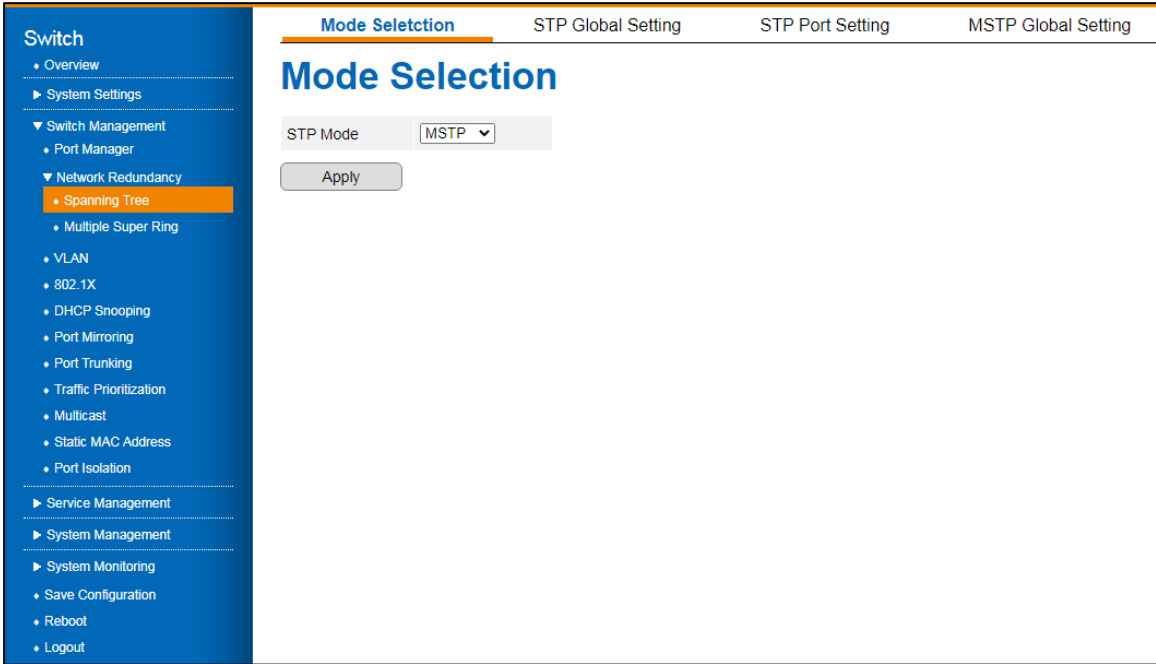 Switch
Overview
System Settings
Switch Management
Port Manager
Network Redundancy
Spanning Tree
Multiple Super Ring
VLAN
802.1X
DHCP Snooping
Port Mirroring
Port Trunking
Traffic Prioritization
Multicast
Static MAC Address
Port Isolation
Service Management
System Management
System Monitoring
Save Configuration
Reboot
Logout
Mode Seletction STP Global Setting STP Port Setting MSTP Global Setting
Mode Selection
STP Mode MSTP
Apply